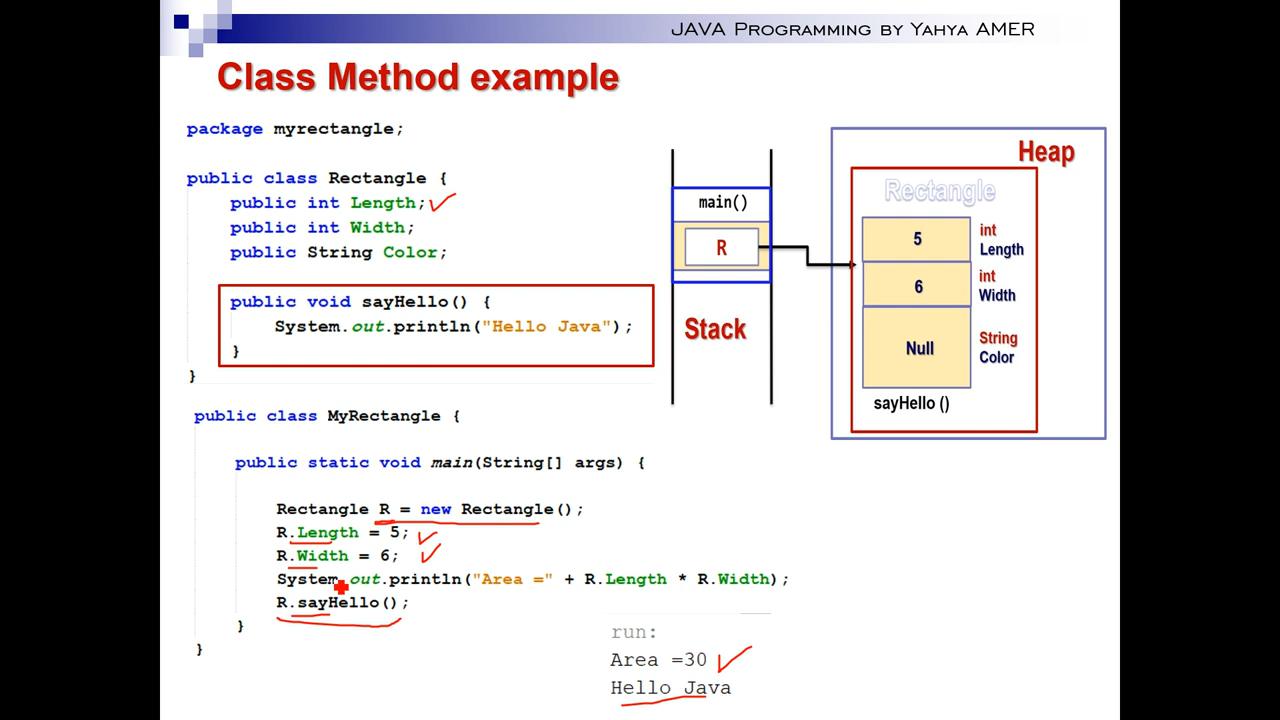 JAVA Programming by Yahya AMER
Class Method example
package myrectangle;
public class Rectangle {
public int Length;
public int Width;
public String Color;
public void sayHello() {
System.out.println("Hello Java");
}
}
public class MyRectangle {
public static void main(String[] args) {
Rectangle R = new Rectangle();
R.Length = 5;
R.Width = 6;
System.out.println("Area =" + R.Length * R.Width);
R.sayHello();
}
}
run:
Area =30
Hello Java
main()
R
Stack
Heap
Rectangle
5
int
Length
6
int
Width
Null
String
Color
sayHello ()